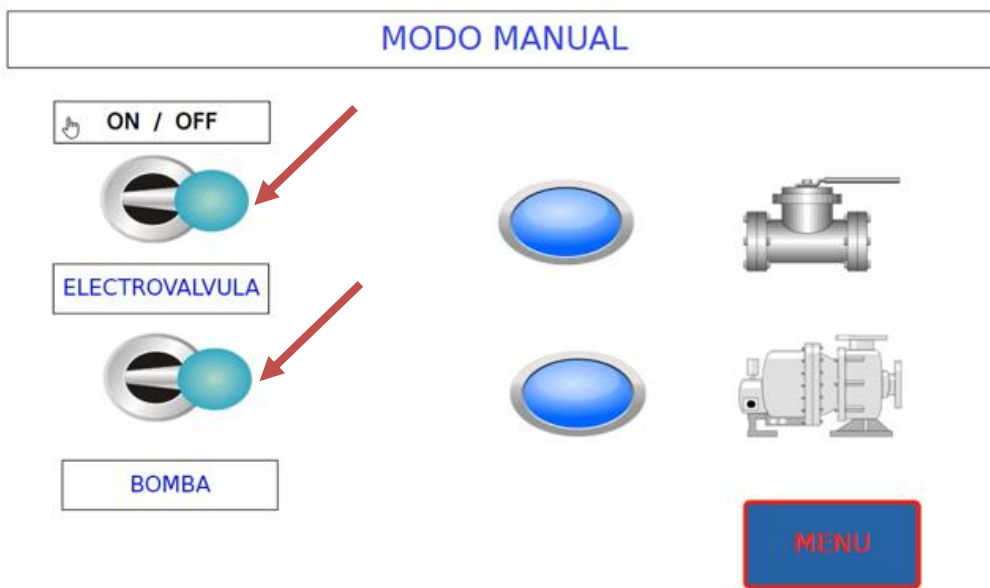 MODO MANUAL
ON / OFF
ELECTROVALVULA
BOMBA
MENU